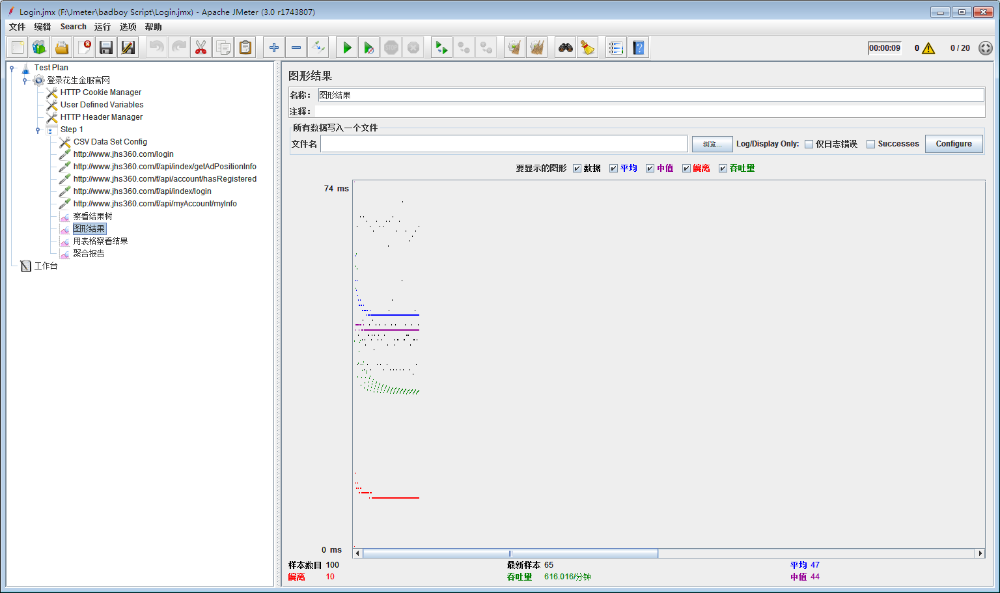 Login.jmx (F:\Jmeter\badboy Script\Login.jmx) - Apache JMeter (3.0 r1743807)
文件 编辑 Search 运行 选项 帮助
STOP
00:00:09 0 0 / 20
Test Plan
登录花生金服官网
HTTP Cookie Manager
User Defined Variables
HTTP Header Manager
Step 1
CSV Data Set Config
http://www.jhs360.com/login
http://www.jhs360.com/f/api/index/getAdPositionInfo
http://www.jhs360.com/f/api/account/hasRegistered
http://www.jhs360.com/f/api/index/login
http://www.jhs360.com/f/api/myAccount/myInfo
察看结果树
图形结果
用表格察看结果
聚合报告
工作台
图形结果
名称: 图形结果
注释:
所有数据写入一个文件
文件名 浏览... Log/Display Only: 仅日志错误 Successes Configure
要显示的图形 数据 平均 中值 偏离 吞吐量
74 ms
0 ms
样本数目 100 最新样本 65 平均 47
偏离 10 吞吐量 616.016/分钟 中值 44